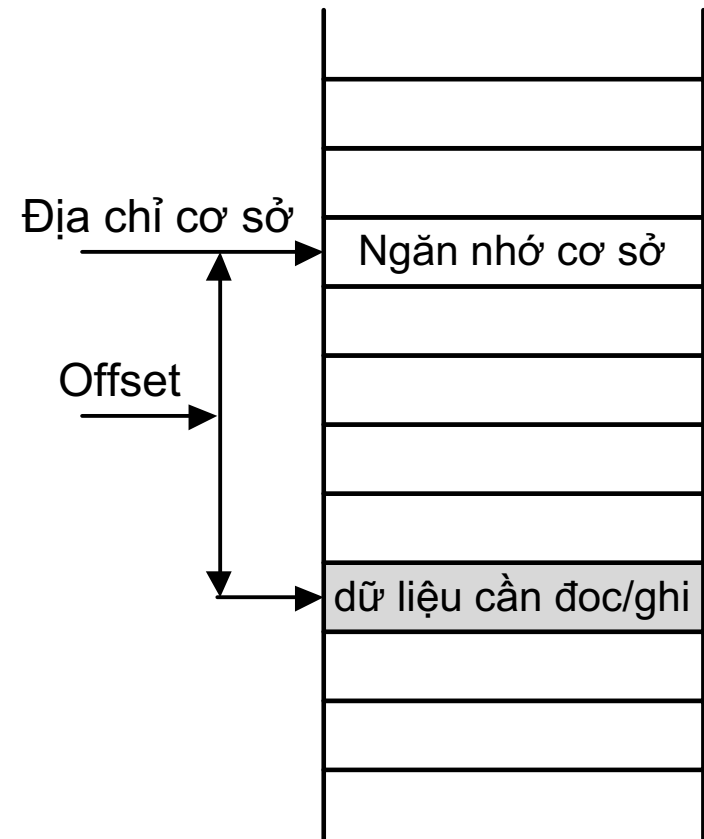 Địa chỉ cơ sở
Ngăn nhớ cơ sở
Offset
dữ liệu cần đoc/ghi